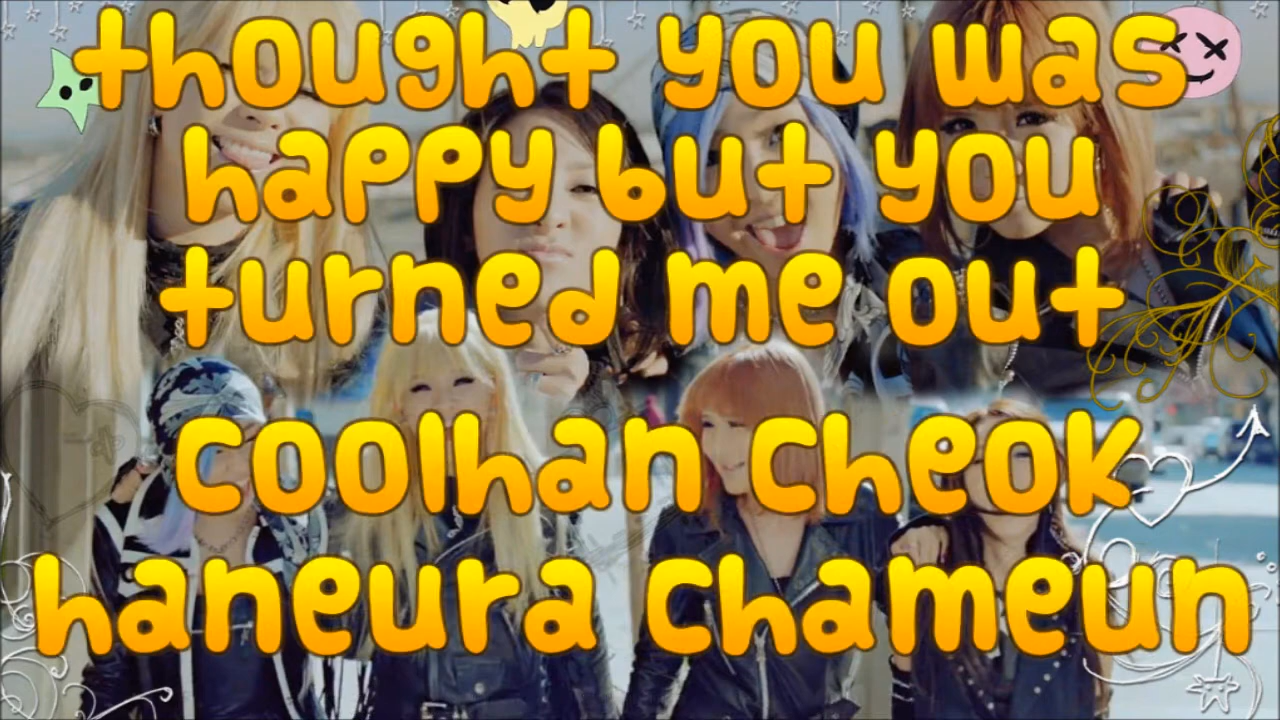 thought you was
happy but you
turned me out
coolhan cheok
haneura chameun